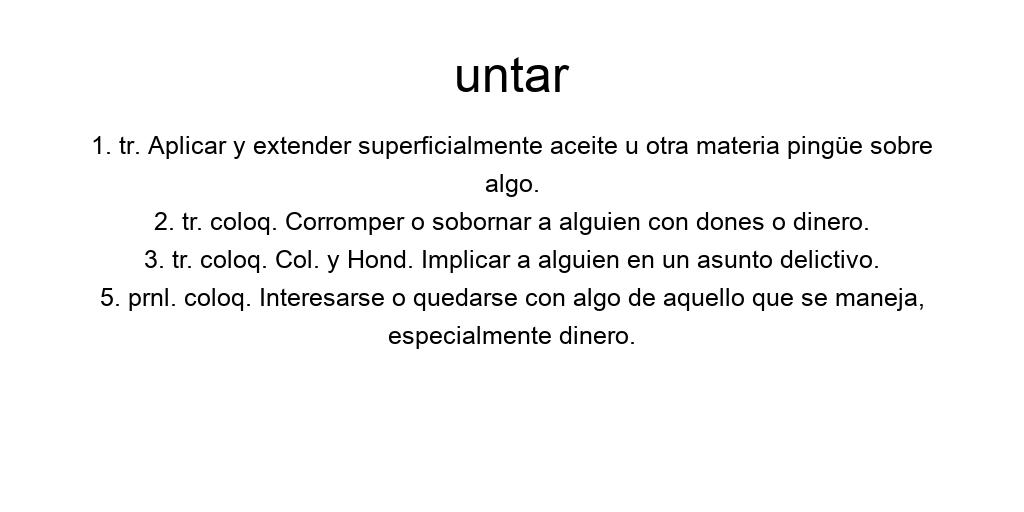 untar
1. tr. Aplicar y extender superficialmente aceite u otra materia pingüe sobre
algo.
2. tr. coloq. Corromper o sobornar a alguien con dones o dinero.
3. tr. coloq. Col. y Hond. Implicar a alguien en un asunto delictivo.
5. prnl. coloq. Interesarse o quedarse con algo de aquello que se maneja,
especialmente dinero.